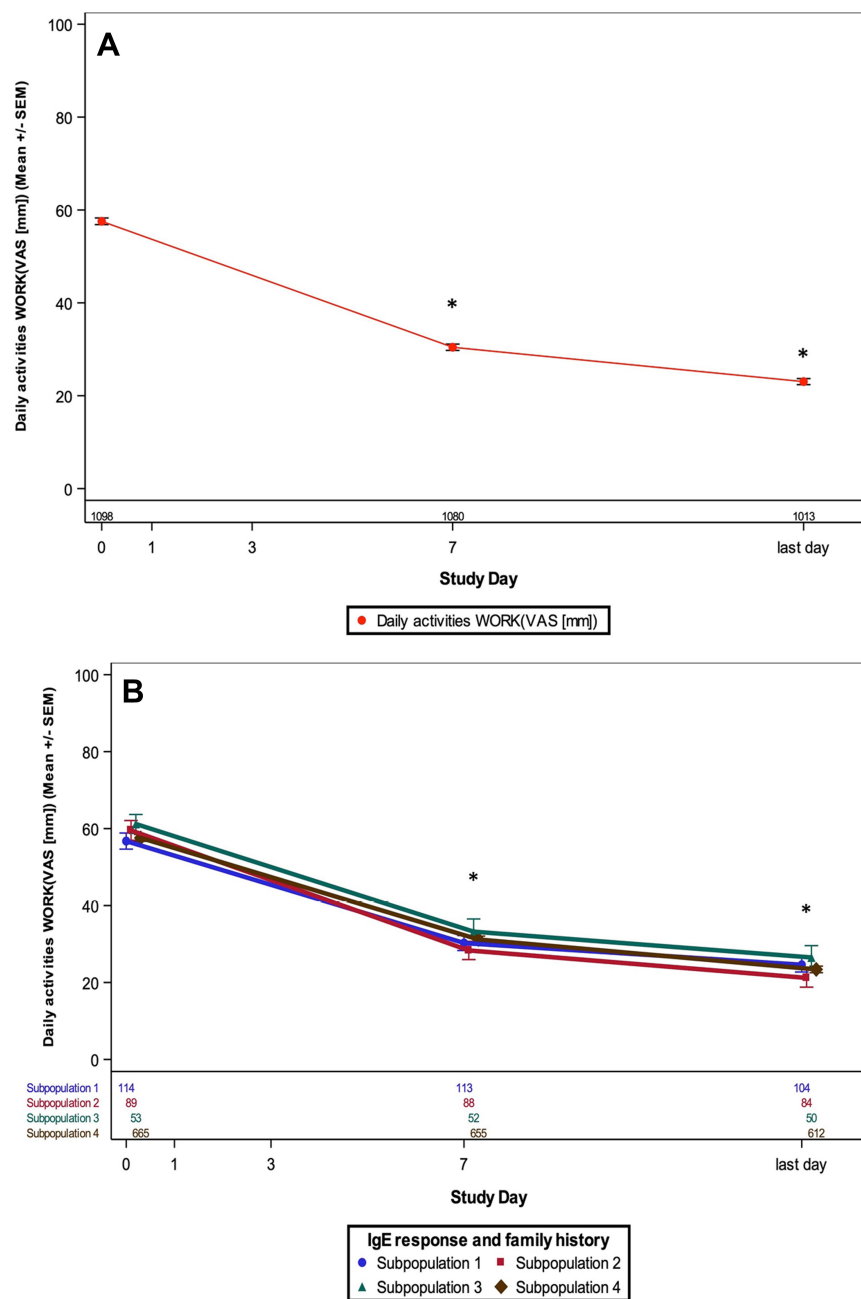 A
Daily activities WORK(VAS [mm]) (Mean +/- SEM)
100
80
60
40
20
0
*
*
1098 1080 1013
0 1 3 7 last day
Study Day
Daily activities WORK(VAS [mm])
B
Daily activities WORK(VAS [mm]) (Mean +/- SEM)
100
80
60
40
20
0
*
*
Subpopulation 1 114 113 104
Subpopulation 2 89 88 84
Subpopulation 3 53 52 50
Subpopulation 4 665 655 612
0 1 3 7 last day
Study Day
IgE response and family history
Subpopulation 1 Subpopulation 2
Subpopulation 3 Subpopulation 4